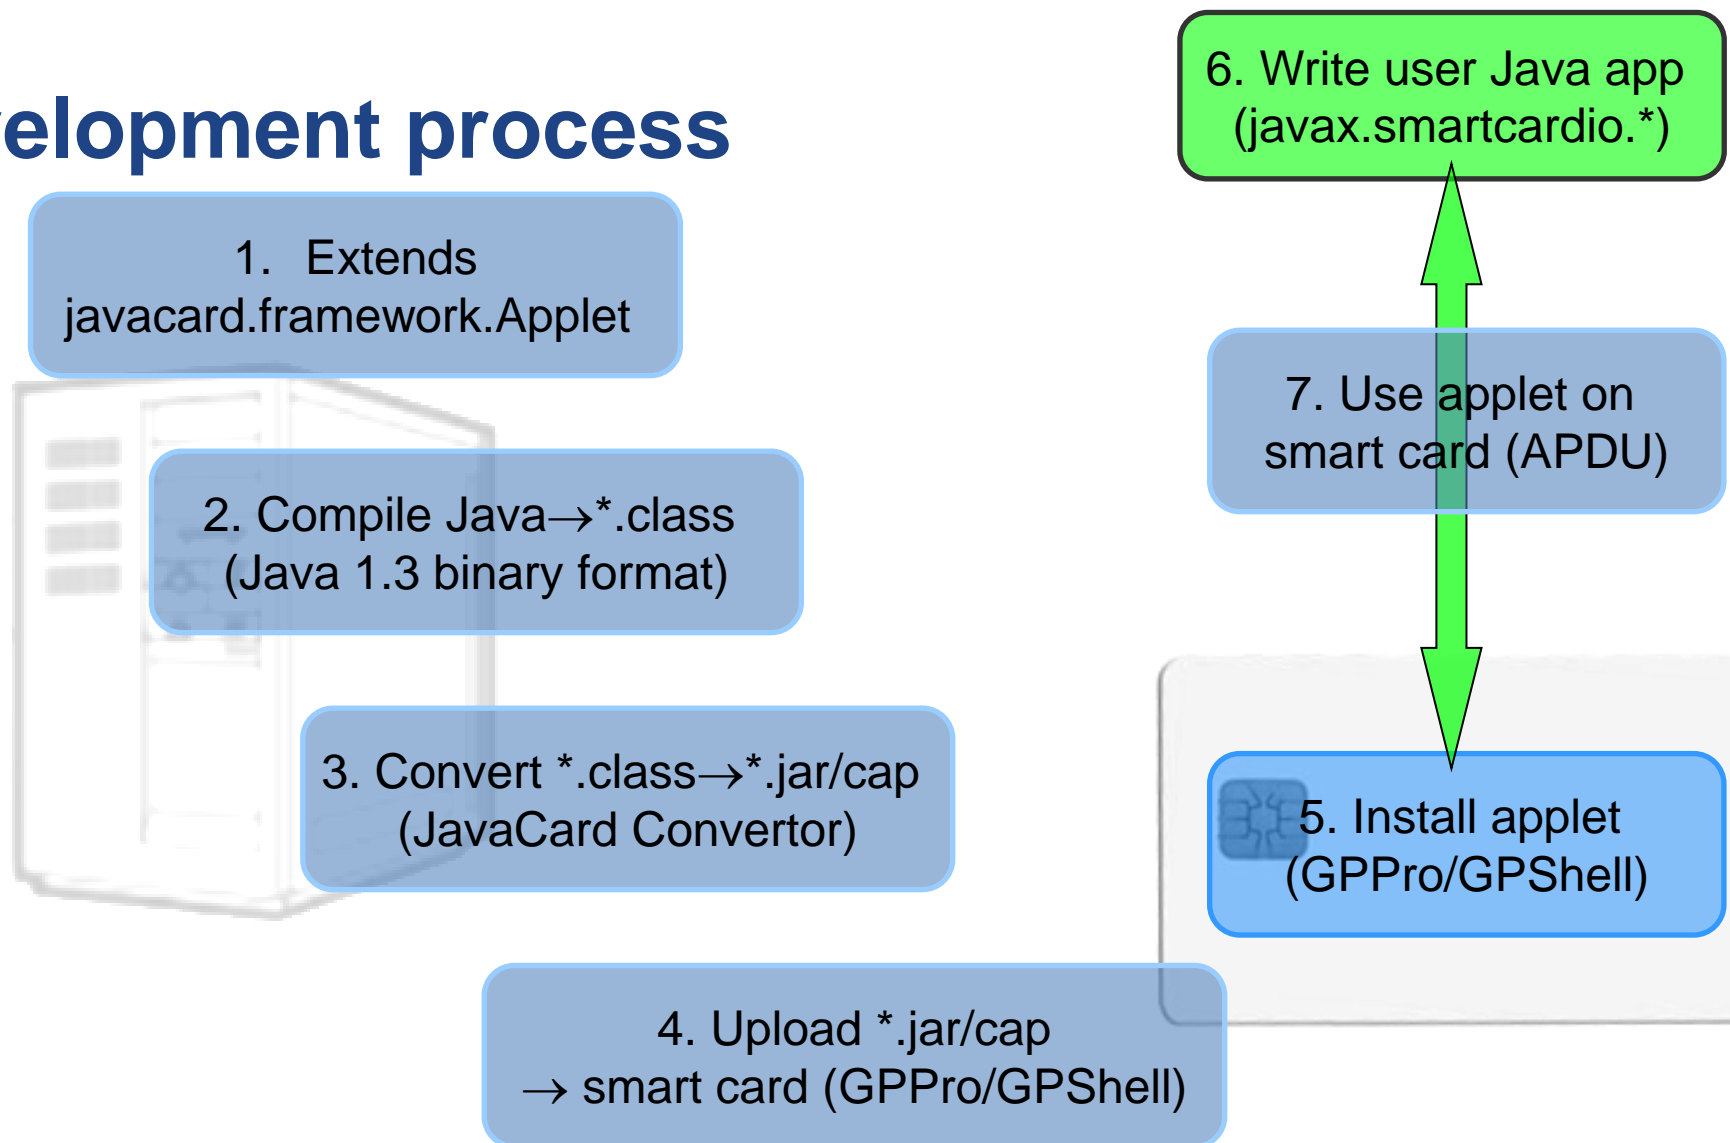 velopment process
1. Extends
javacard.framework.Applet
2. Compile Java→*.class
(Java 1.3 binary format)
3. Convert *.class→*.jar/cap
(JavaCard Convertor)
4. Upload *.jar/cap
→ smart card (GPPro/GPShell)
5. Install applet
(GPPro/GPShell)
6. Write user Java app
(javax.smartcardio.*)
7. Use applet on
smart card (APDU)